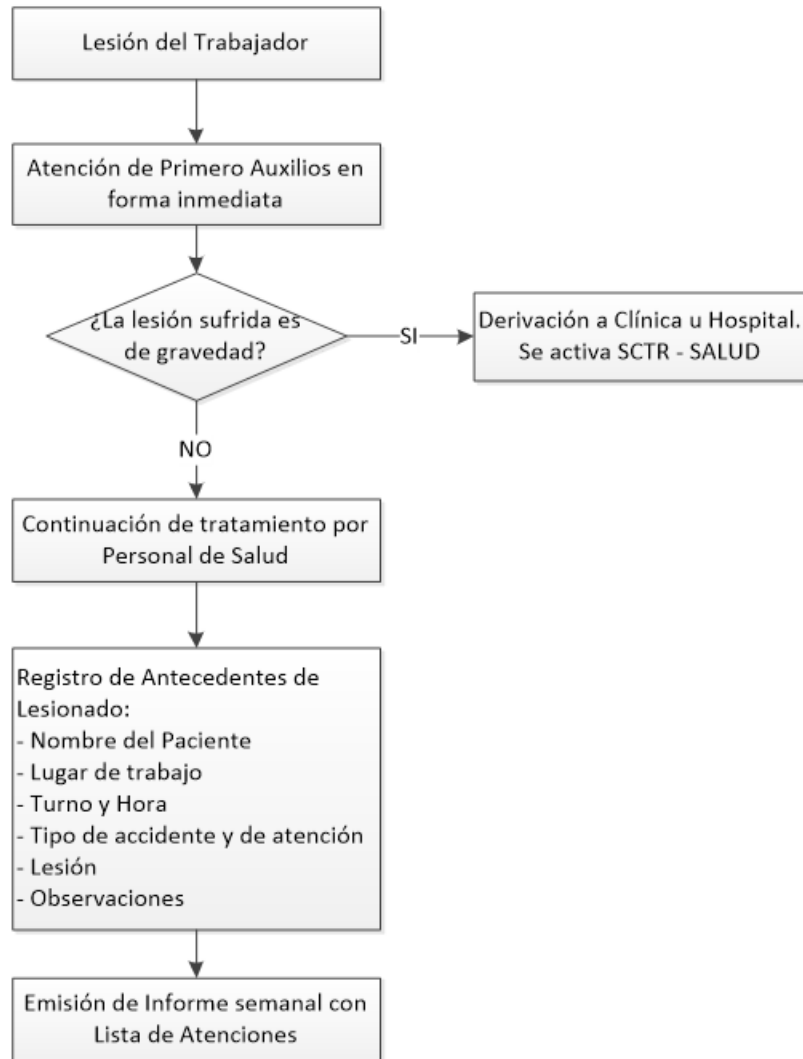 Lesión del Trabajador
Atención de Primero Auxilios en
forma inmediata
¿La lesión sufrida es
de gravedad?
SI
Derivación a Clínica u Hospital.
Se activa SCTR - SALUD
NO
Continuación de tratamiento por
Personal de Salud
Registro de Antecedentes de
Lesionado:
- Nombre del Paciente
- Lugar de trabajo
- Turno y Hora
- Tipo de accidente y de atención
- Lesión
- Observaciones
Emisión de Informe semanal con
Lista de Atenciones